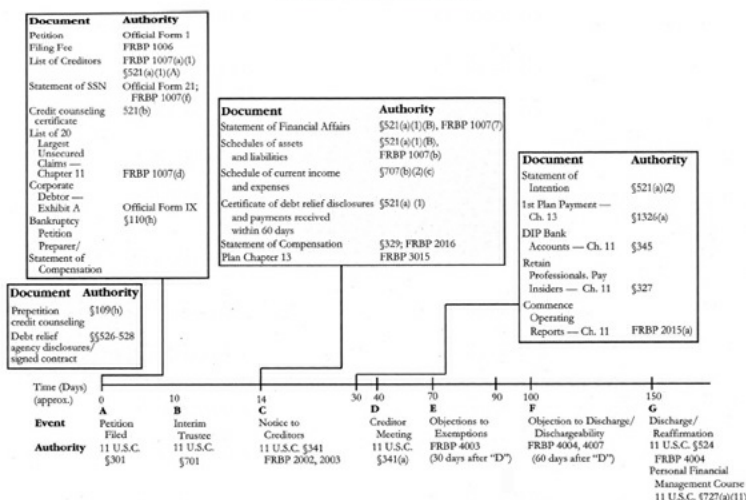 Document Authority
Petition Official Form 1
Filing Fee FRBP 1006
List of Creditors FRBP 1007(a)(1)
§521(a)(1)(A)
Statement of SSN Official Form 21;
FRBP 1007(f)
Credit counseling 521(b)
certificate
List of 20
Largest
Unsecured
Claims —
Chapter 11 FRBP 1007(d)
Corporate
Debtor —
Exhibit A Official Form IX
Bankruptcy §110(h)
Petition
Preparer/
Statement of
Compensation
Document Authority
Prepetition §109(h)
credit counseling
Debt relief §§526-528
agency disclosures/
signed contract
Document Authority
Statement of Financial Affairs §521(a)(1)(B), FRBP 1007(7)
Schedules of assets §521(a)(1)(B),
and liabilities FRBP 1007(b)
Schedule of current income §707(b)(2)(c)
and expenses
Certificate of debt relief disclosures §521(a) (1)
and payments received
within 60 days
Statement of Compensation §329; FRBP 2016
Plan Chapter 13 FRBP 3015
Document Authority
Statement of
Intention §521(a)(2)
1st Plan Payment —
Ch. 13 §1326(a)
DIP Bank
Accounts — Ch. 11 §345
Retain
Professionals. Pay
Insiders — Ch. 11 §327
Commence
Operating
Reports — Ch. 11 FRBP 2015(a)
Time (Days)
(approx.) 0 10 14 30 40 70 90 100 150
A B C D E F G
Event Petition Interim Notice to Creditor Objections to Objection to Discharge/ Discharge/
Filed Trustee Creditors Meeting Exemptions Dischargeability Reaffirmation
Authority 11 U.S.C. 11 U.S.C. 11 U.S.C. §341 11 U.S.C. FRBP 4003 FRBP 4004, 4007 11 U.S.C. §524
§301 §701 FRBP 2002, 2003 §341(a) (30 days after "D") (60 days after "D") FRBP 4004
Personal Financial
Management Course
11 U.S.C. §727(a)(11)